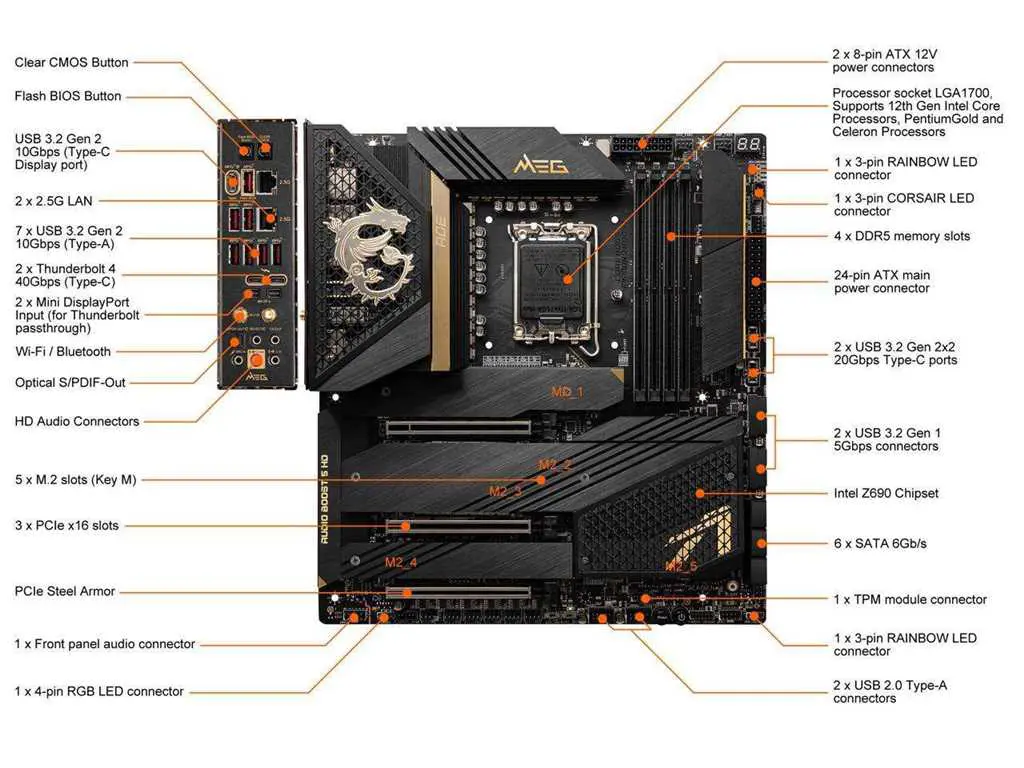 Clear CMOS Button
Flash BIOS Button
USB 3.2 Gen 2
10Gbps (Type-C
Display port)
2 x 2.5G LAN
7 x USB 3.2 Gen 2
10Gbps (Type-A)
2 x Thunderbolt 4
40Gbps (Type-C)
2 x Mini DisplayPort
Input (for Thunderbolt
passthrough)
Wi-Fi / Bluetooth
Optical S/PDIF-Out
HD Audio Connectors
5 x M.2 slots (Key M)
3 x PCIe x16 slots
PCIe Steel Armor
1 x Front panel audio connector
1 x 4-pin RGB LED connector
2.5G
2.5G
MEG
MEG
ACE
88
MD_1
M2_2
M2_3
M2_4
M2_5
AUDIO BOOST 5 HD
2 x 8-pin ATX 12V
power connectors
Processor socket LGA1700,
Supports 12th Gen Intel Core
Processors, PentiumGold and
Celeron Processors
1 x 3-pin RAINBOW LED
connector
1 x 3-pin CORSAIR LED
connector
4 x DDR5 memory slots
24-pin ATX main
power connector
2 x USB 3.2 Gen 2x2
20Gbps Type-C ports
2 x USB 3.2 Gen 1
5Gbps connectors
Intel Z690 Chipset
6 x SATA 6Gb/s
1 x TPM module connector
1 x 3-pin RAINBOW LED
connector
2 x USB 2.0 Type-A
connectors